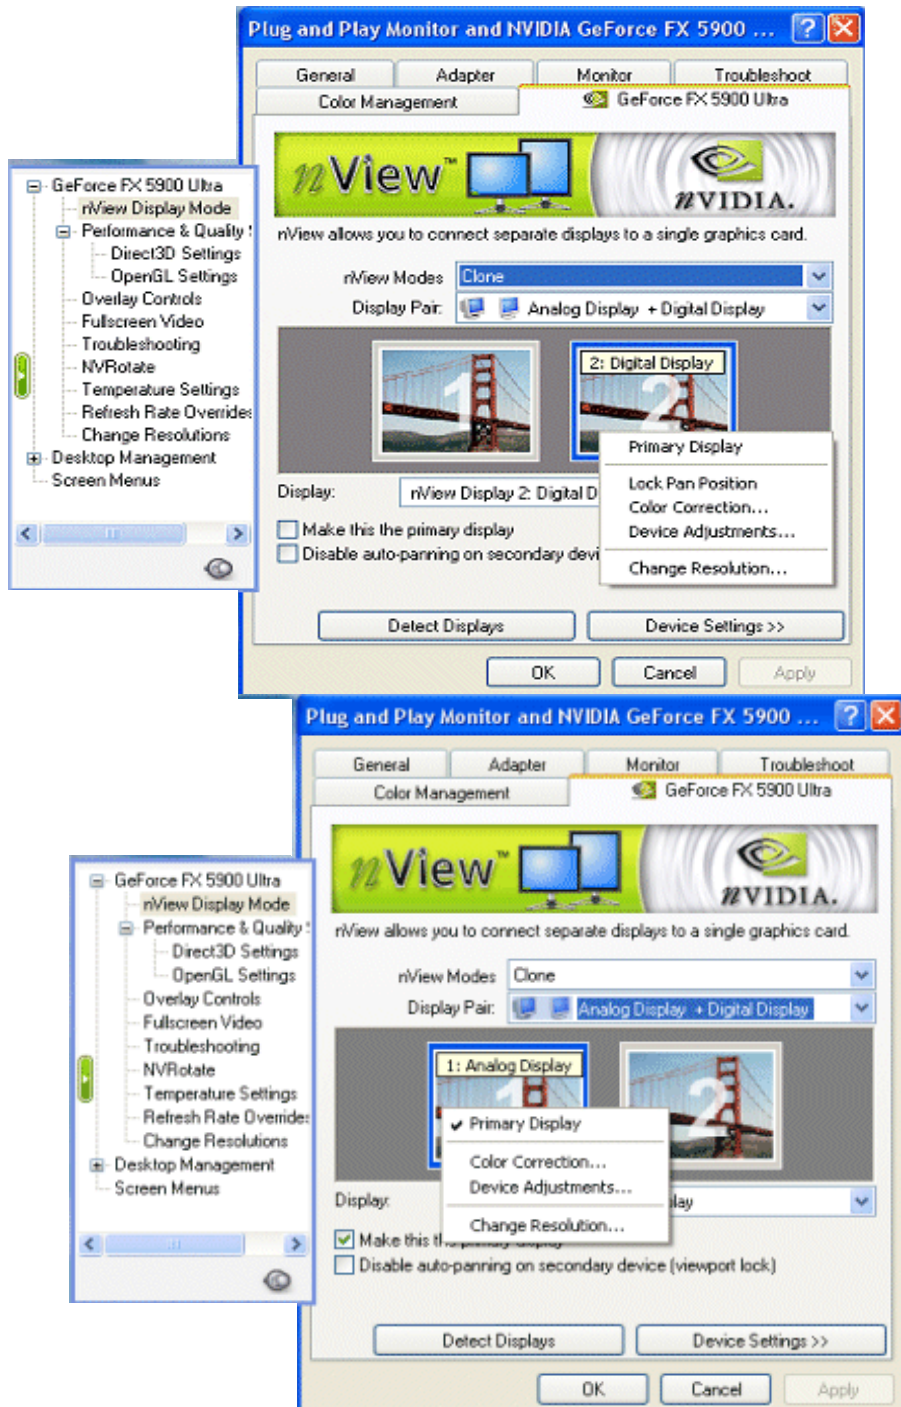 Plug and Play Monitor and NVIDIA GeForce FX 5900 ...
General Adapter Monitor Troubleshoot
Color Management GeForce FX 5900 Ultra
nView™ NVIDIA.
nView allows you to connect separate displays to a single graphics card.
GeForce FX 5900 Ultra
nView Display Mode
Performance & Quality
Direct3D Settings
OpenGL Settings
Overlay Controls
Fullscreen Video
Troubleshooting
NVRotate
Temperature Settings
Refresh Rate Overrides
Change Resolutions
Desktop Management
Screen Menus
nView Modes Clone
Display Pair: Analog Display + Digital Display
1
2: Digital Display
2
Primary Display
Lock Pan Position
Color Correction...
Device Adjustments...
Change Resolution...
Display: nView Display 2: Digital D
Make this the primary display
Disable auto-panning on secondary devi
Detect Displays Device Settings >>
OK Cancel Apply
Plug and Play Monitor and NVIDIA GeForce FX 5900 ...
General Adapter Monitor Troubleshoot
Color Management GeForce FX 5900 Ultra
nView™ NVIDIA.
nView allows you to connect separate displays to a single graphics card.
GeForce FX 5900 Ultra
nView Display Mode
Performance & Quality
Direct3D Settings
OpenGL Settings
Overlay Controls
Fullscreen Video
Troubleshooting
NVRotate
Temperature Settings
Refresh Rate Overrides
Change Resolutions
Desktop Management
Screen Menus
nView Modes Clone
Display Pair: Analog Display + Digital Display
1: Analog Display
1
2
Primary Display
Color Correction...
Device Adjustments...
Change Resolution...
Display: lay
Make this the primary display
Disable auto-panning on secondary device (viewport lock)
Detect Displays Device Settings >>
OK Cancel Apply